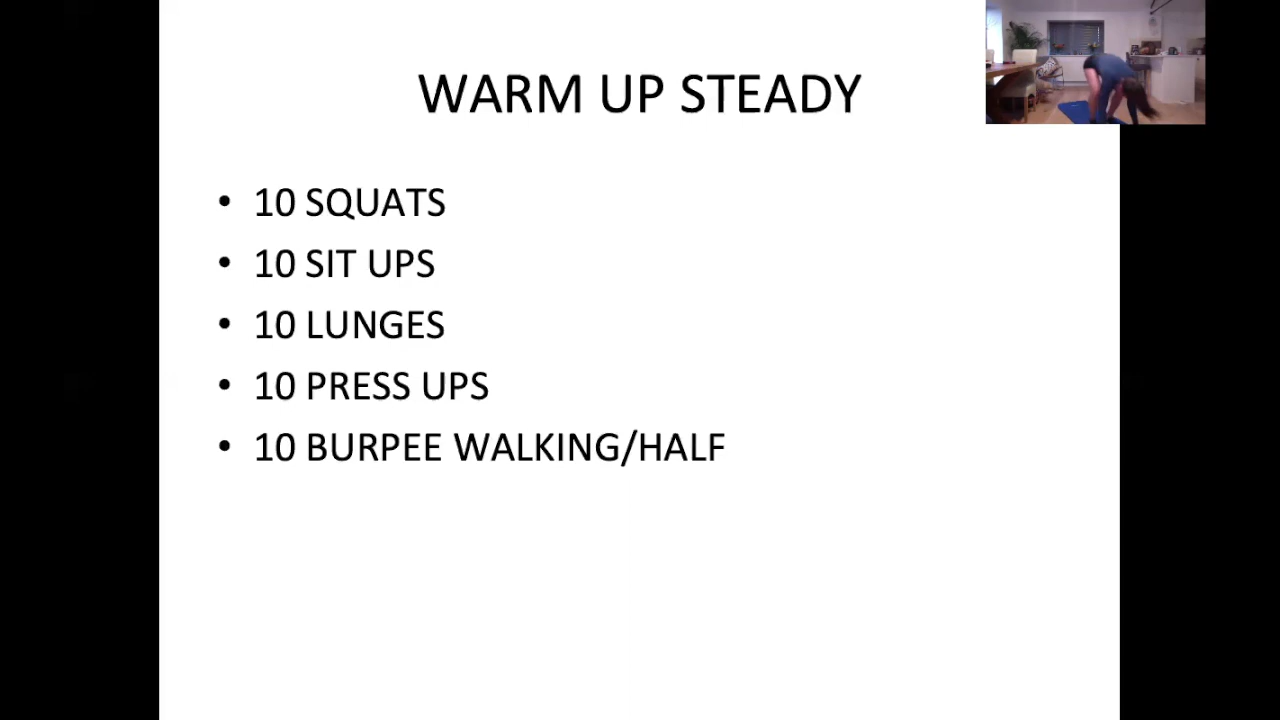 WARM UP STEADY
• 10 SQUATS
• 10 SIT UPS
• 10 LUNGES
• 10 PRESS UPS
• 10 BURPEE WALKING/HALF